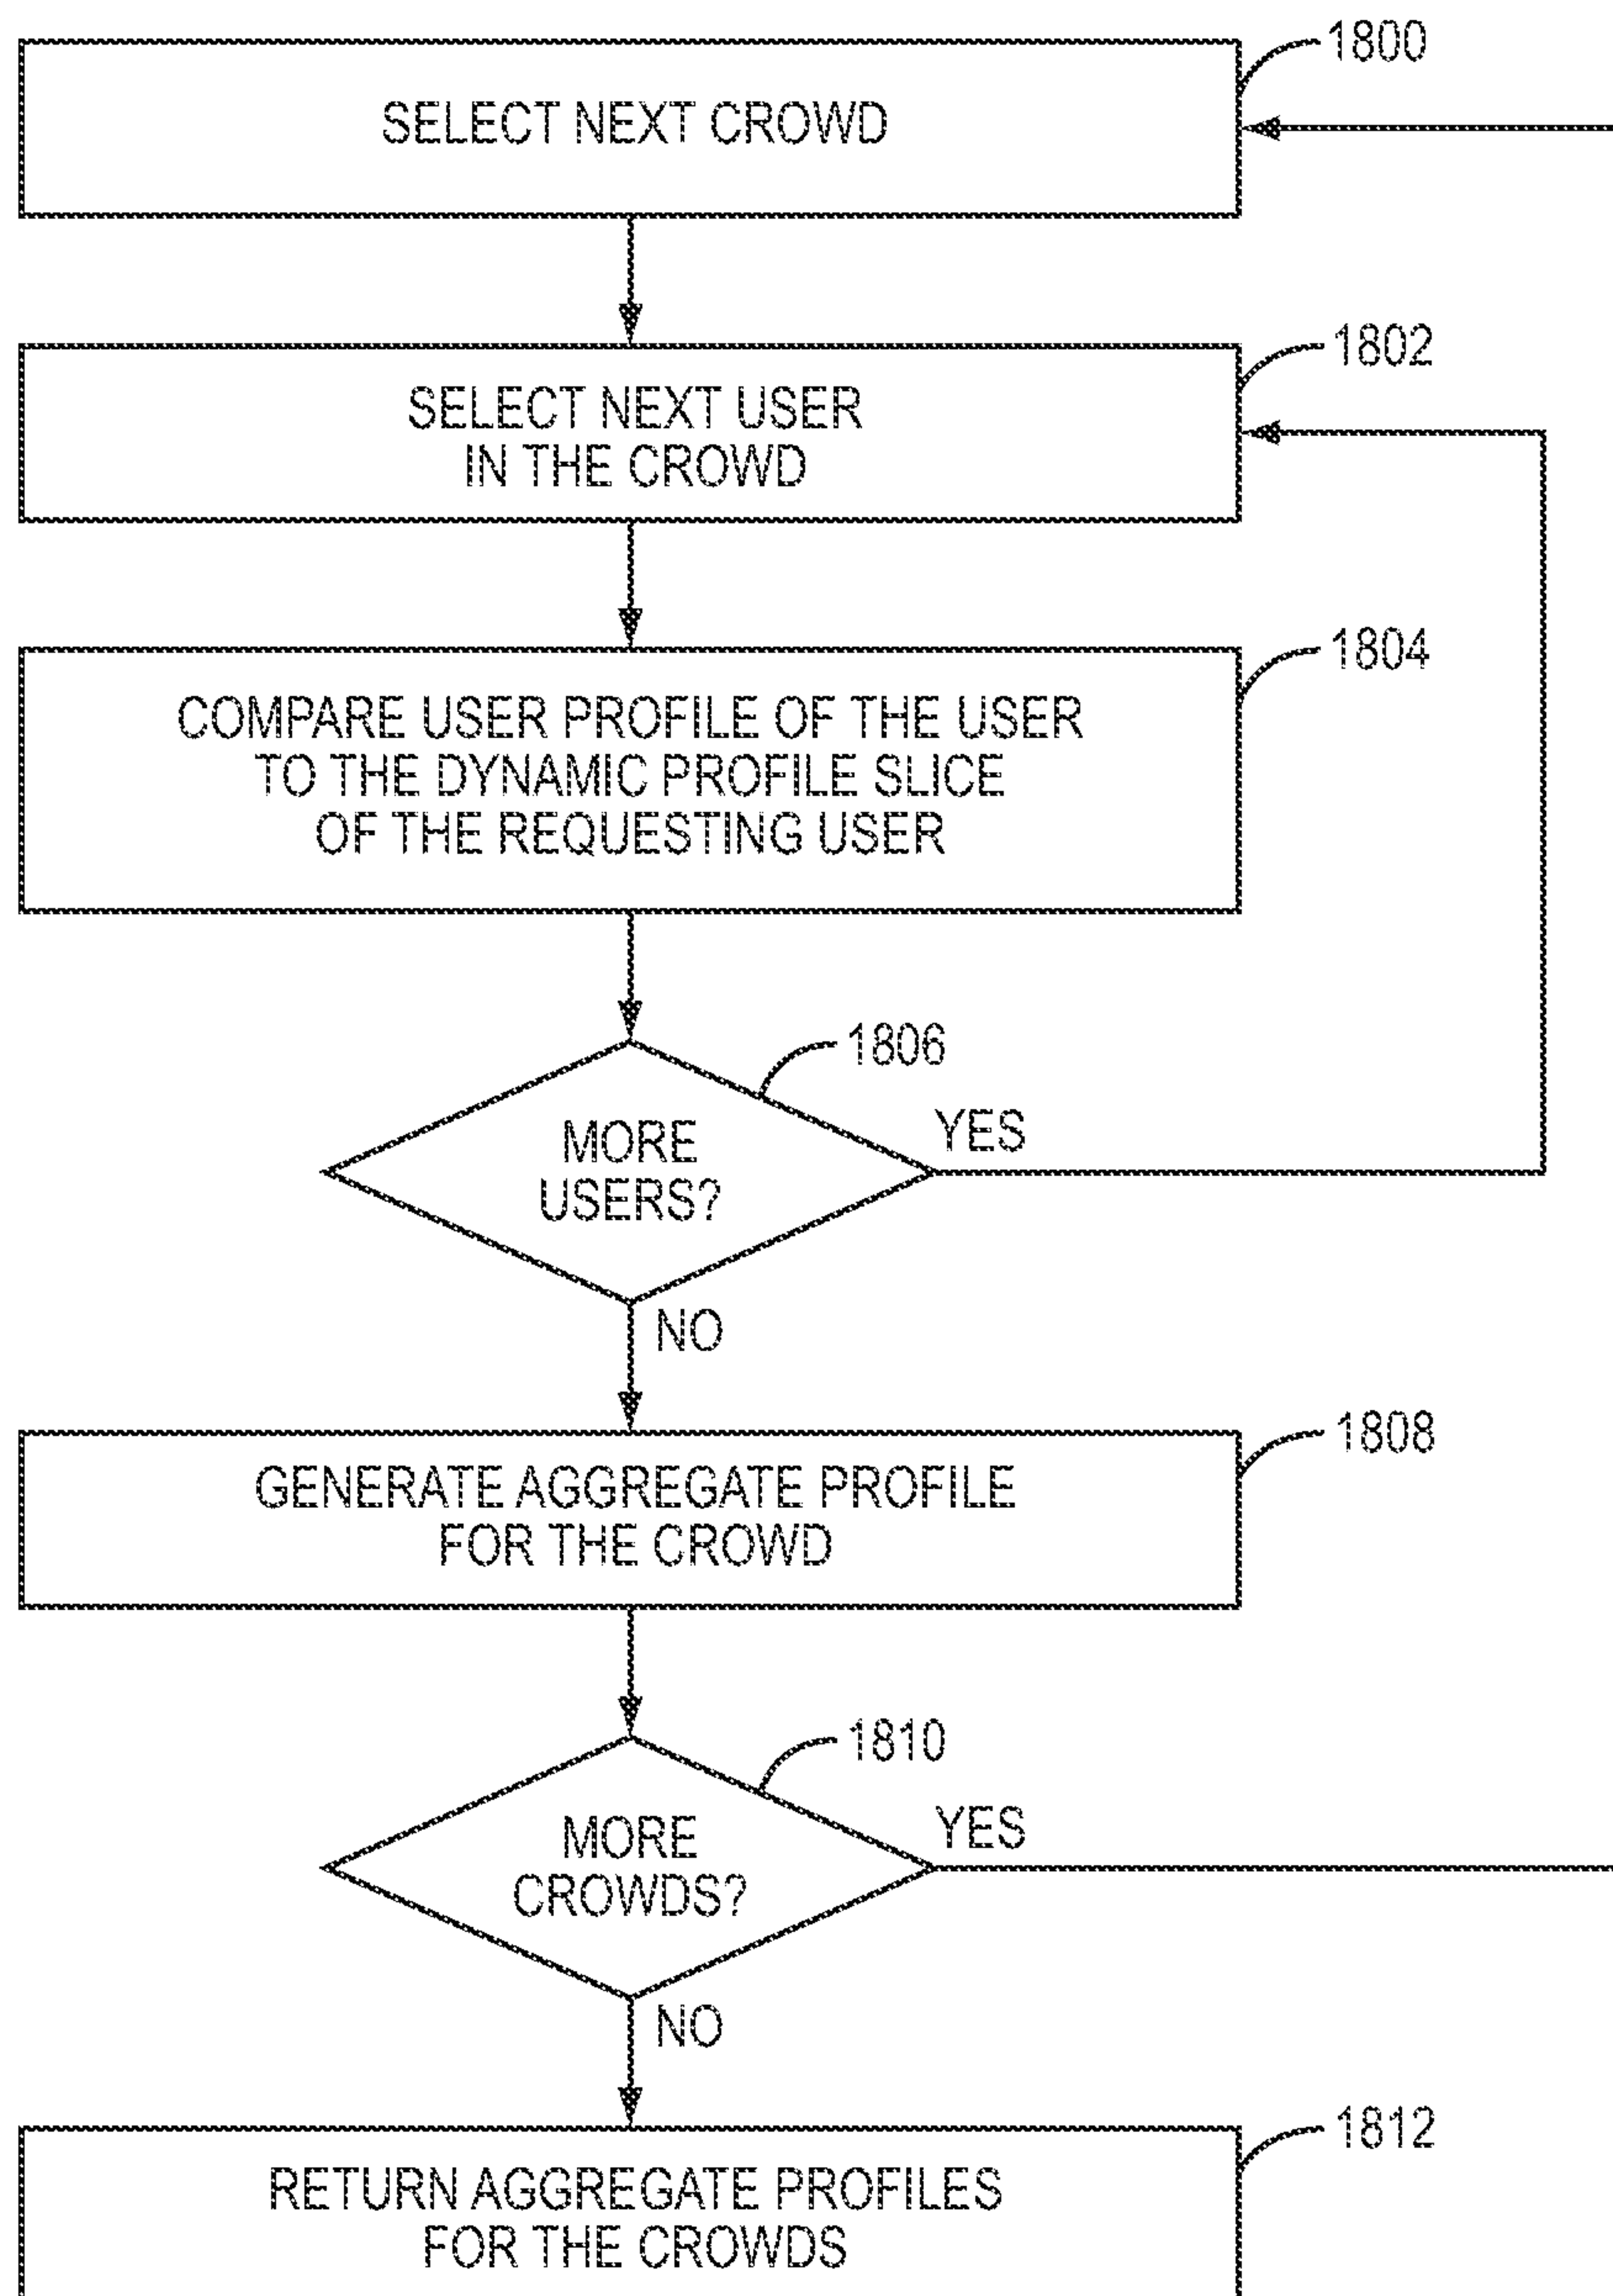 1800
SELECT NEXT CROWD
1802
SELECT NEXT USER
IN THE CROWD
1804
COMPARE USER PROFILE OF THE USER
TO THE DYNAMIC PROFILE SLICE
OF THE REQUESTING USER
1806
MORE
USERS?
YES
NO
1808
GENERATE AGGREGATE PROFILE
FOR THE CROWD
1810
MORE
CROWDS?
YES
NO
1812
RETURN AGGREGATE PROFILES
FOR THE CROWDS